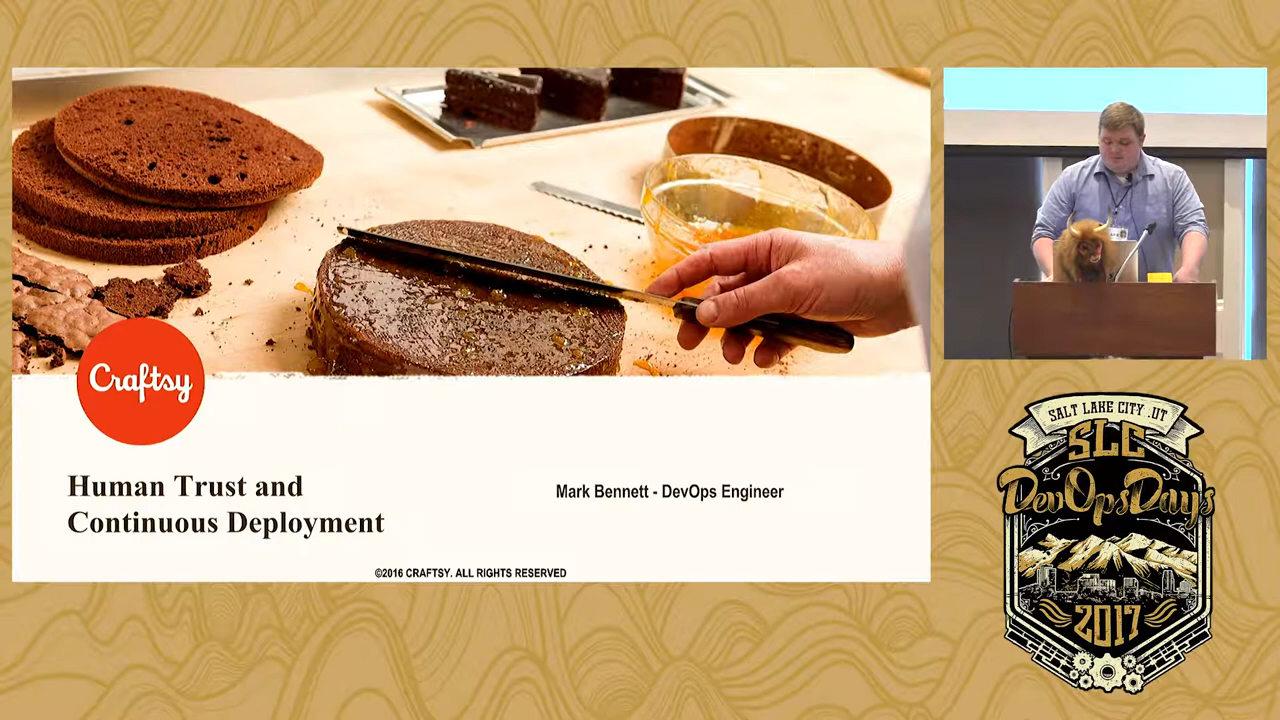 Craftsy
Human Trust and
Continuous Deployment
Mark Bennett - DevOps Engineer
©2016 CRAFTSY. ALL RIGHTS RESERVED
SALT LAKE CITY .UT
SLC
DevOpsDays
2017